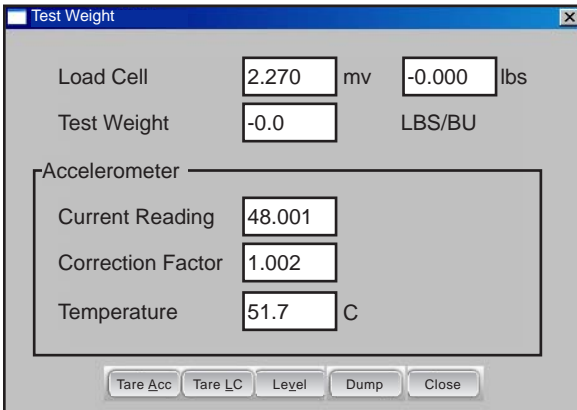 Test Weight
Load Cell 2.270 mv -0.000 lbs
Test Weight -0.0 LBS/BU
Accelerometer
Current Reading 48.001
Correction Factor 1.002
Temperature 51.7 C
Tare Acc Tare LC Level Dump Close